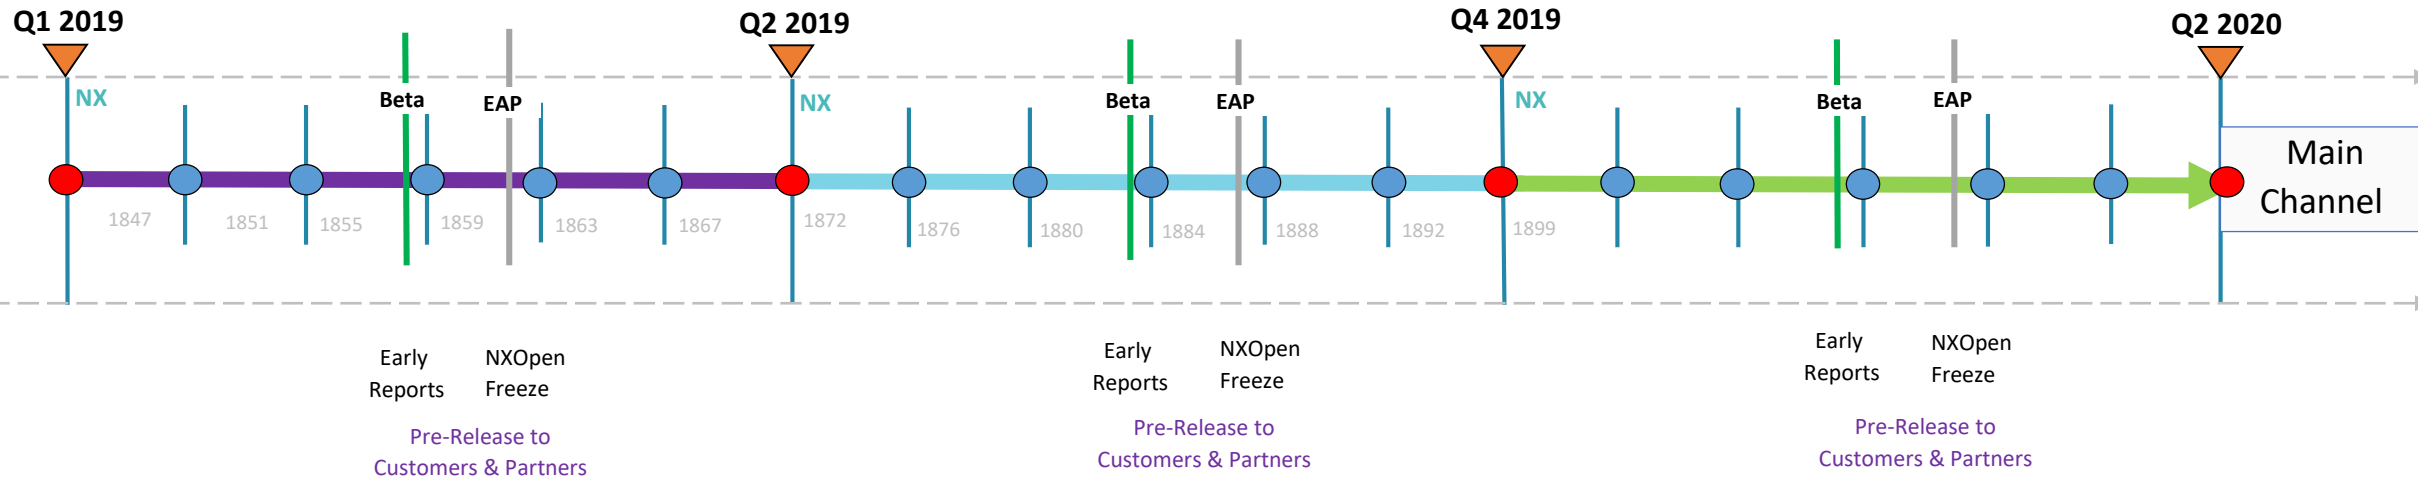 Q1 2019
Q2 2019
Q4 2019
Q2 2020
NX
Beta
EAP
NX
Beta
EAP
NX
Beta
EAP
Main
Channel
1847
1851
1855
1859
1863
1867
1872
1876
1880
1884
1888
1892
1899
Early
Reports
NXOpen
Freeze
Pre-Release to
Customers & Partners
Early
Reports
NXOpen
Freeze
Pre-Release to
Customers & Partners
Early
Reports
NXOpen
Freeze
Pre-Release to
Customers & Partners